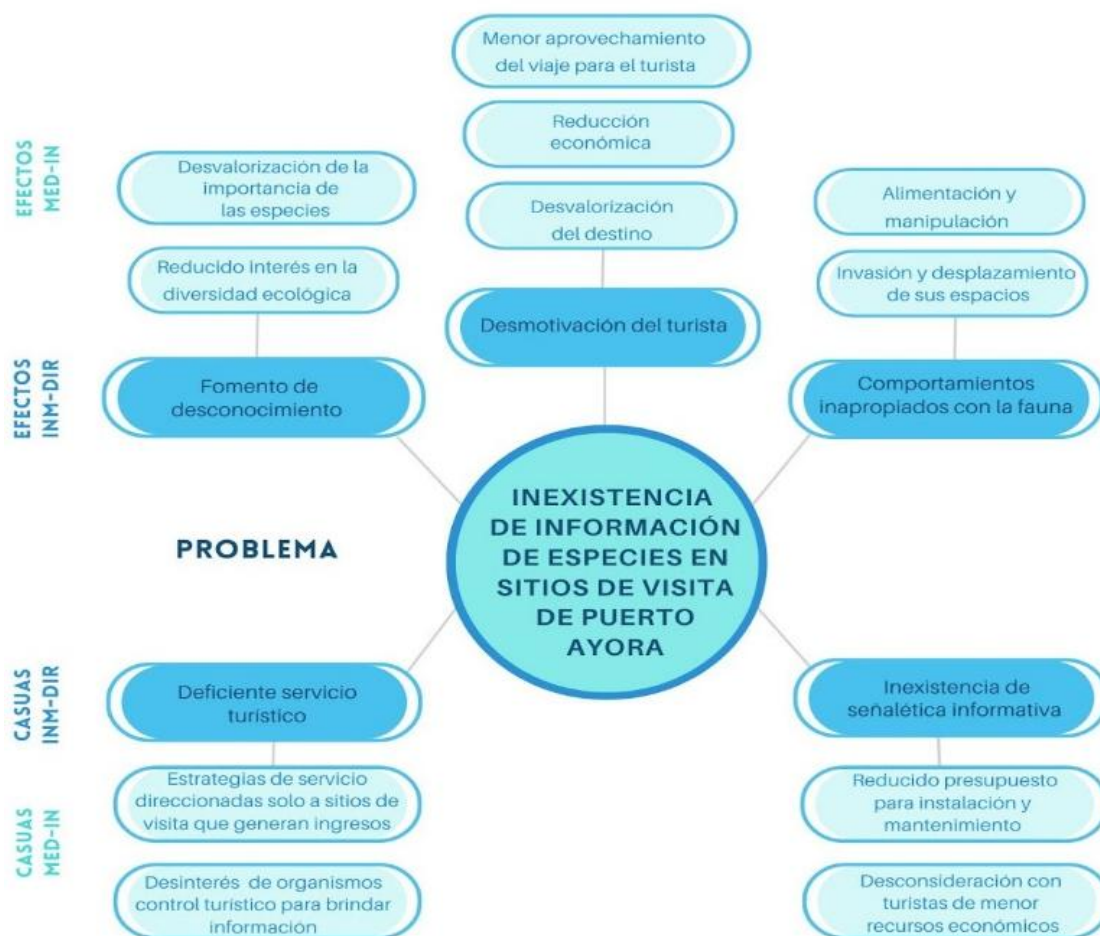 Menor aprovechamiento
del viaje para el turista
Reducción
económica
Desvalorización
del destino
EFECTOS
MED-IN
Desvalorización de la
importancia de
las especies
Reducido interés en la
diversidad ecológica
Alimentación y
manipulación
Invasión y desplazamiento
de sus espacios
Desmotivación del turista
EFECTOS
INM-DIR
Fomento de
desconocimiento
Comportamientos
inapropiados con la fauna
PROBLEMA
INEXISTENCIA
DE INFORMACIÓN
DE ESPECIES EN
SITIOS DE VISITA
DE PUERTO
AYORA
CASUAS
INM-DIR
Deficiente servicio
turístico
Inexistencia de
señalética informativa
CASUAS
MED-IN
Estrategias de servicio
direccionadas solo a sitios de
visita que generan ingresos
Desinterés de organismos
control turístico para brindar
información
Reducido presupuesto
para instalación y
mantenimiento
Desconsideración con
turistas de menor
recursos económicos